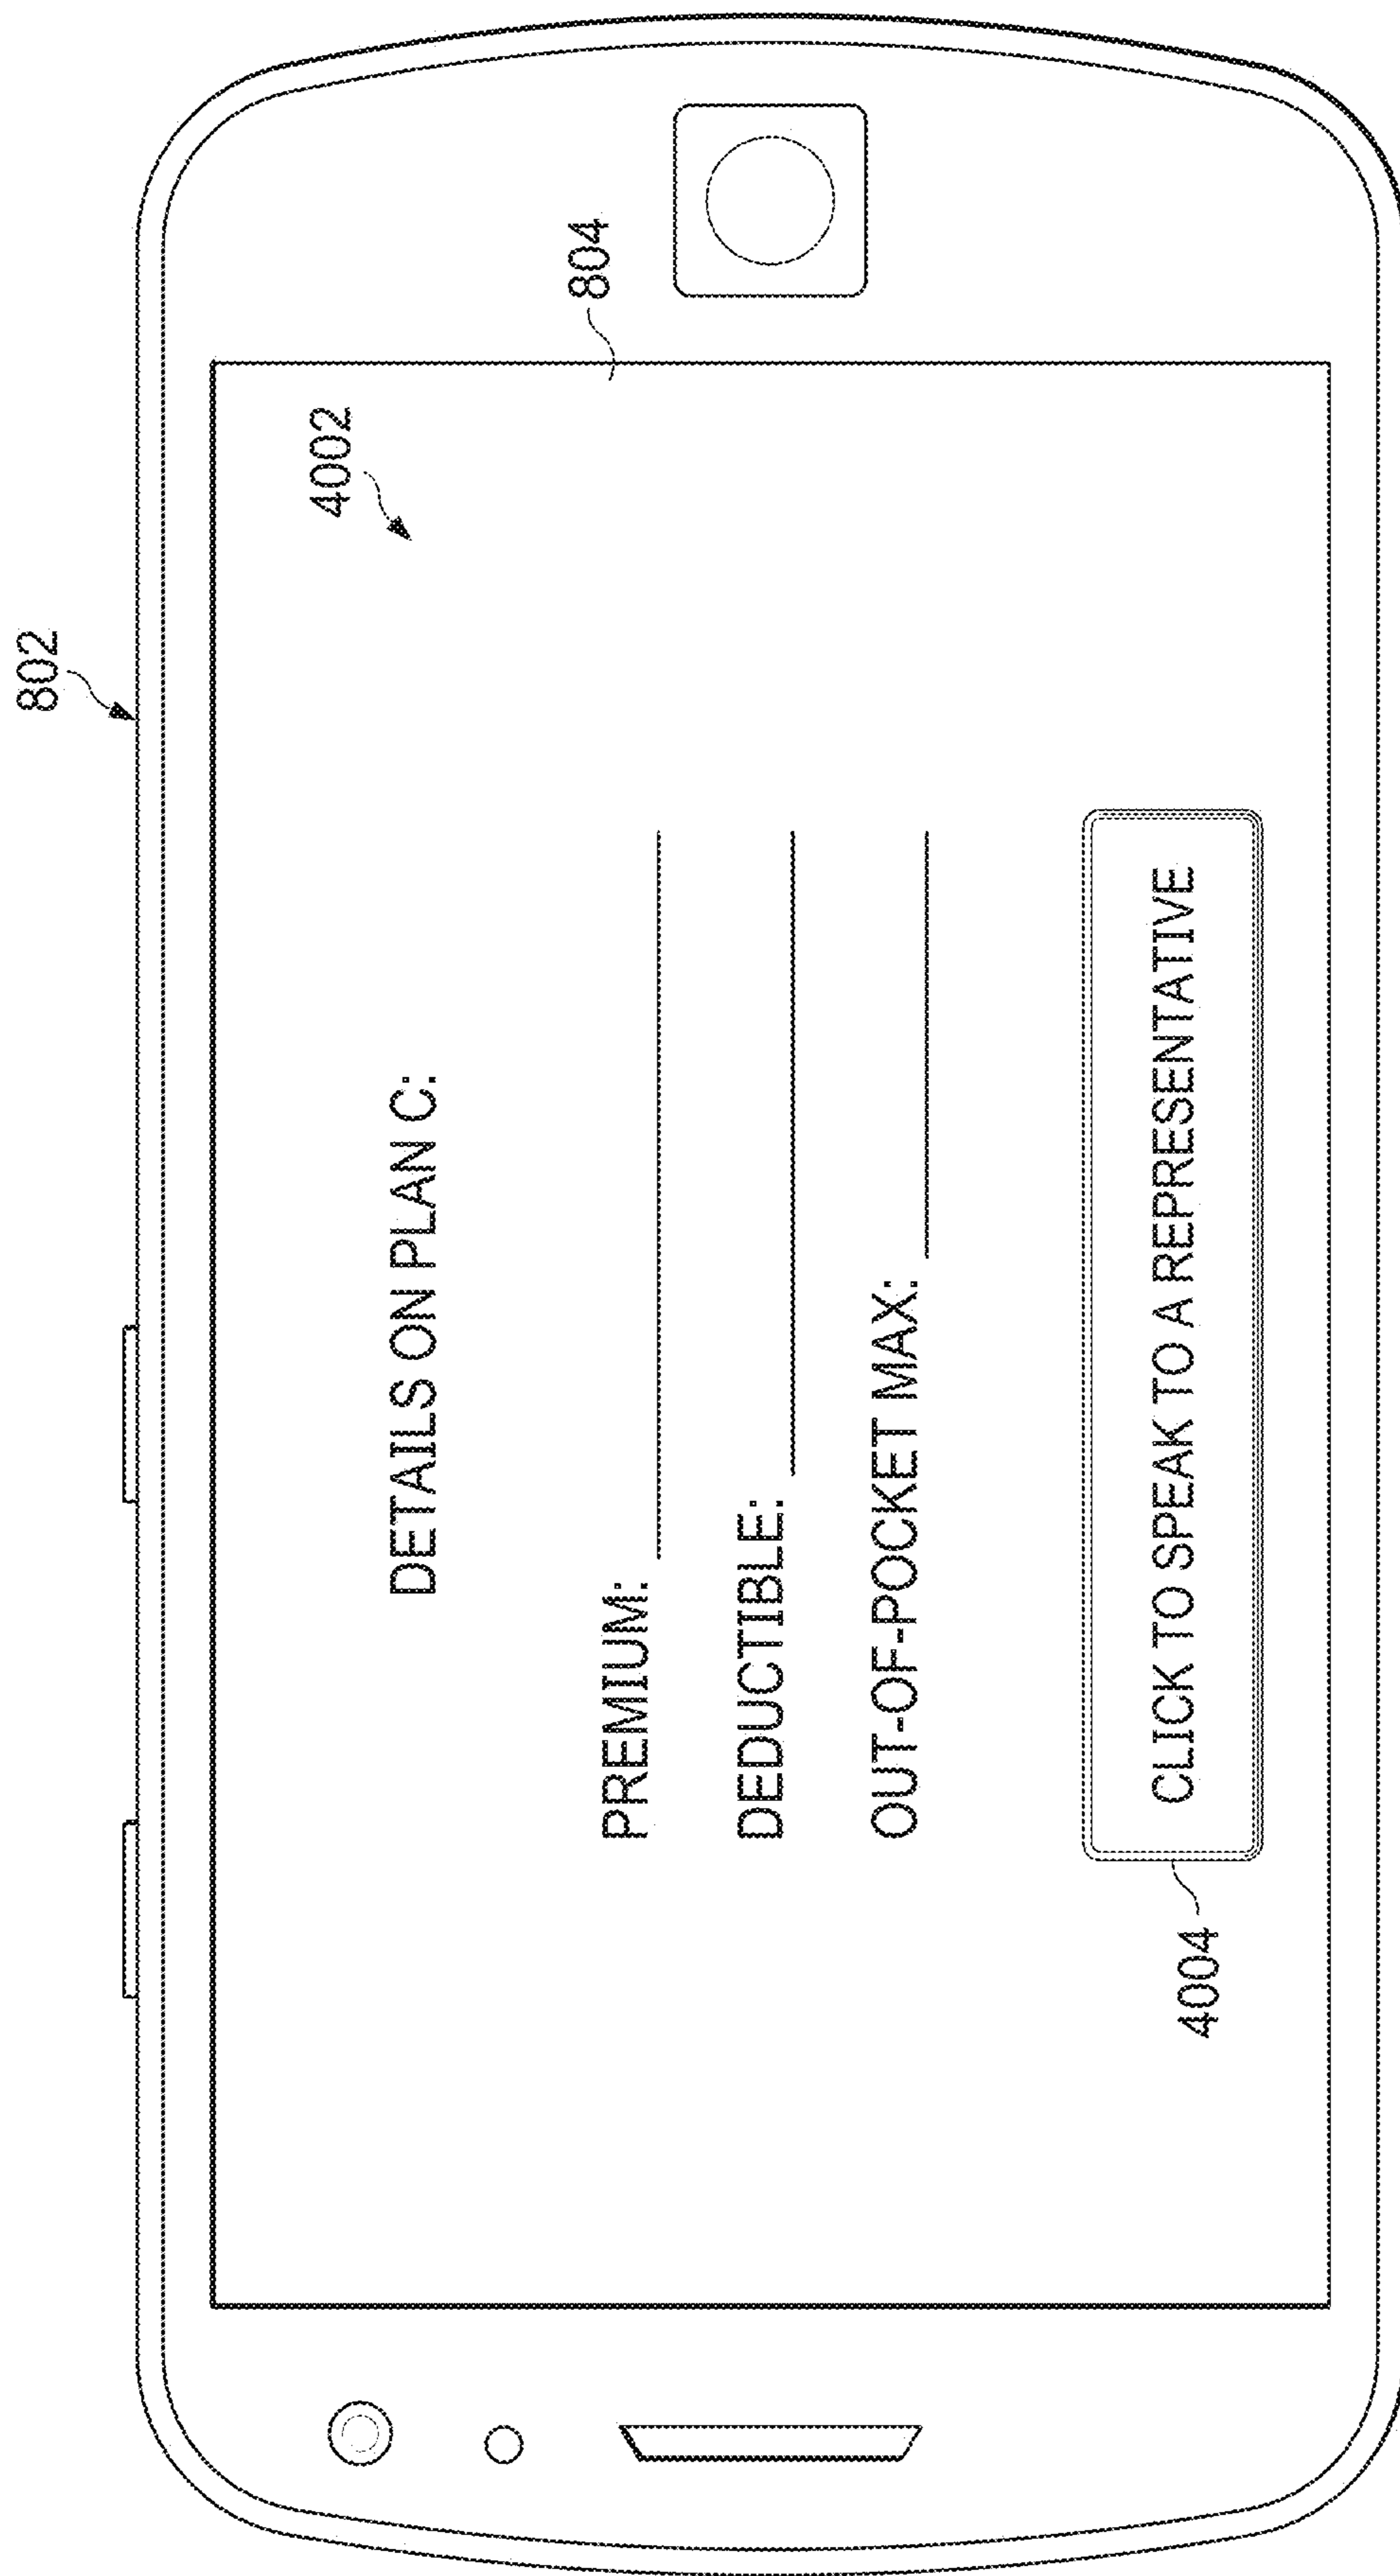 802
4002
804
DETAILS ON PLAN C:
PREMIUM:
DEDUCTIBLE:
OUT-OF-POCKET MAX:
CLICK TO SPEAK TO A REPRESENTATIVE
4004